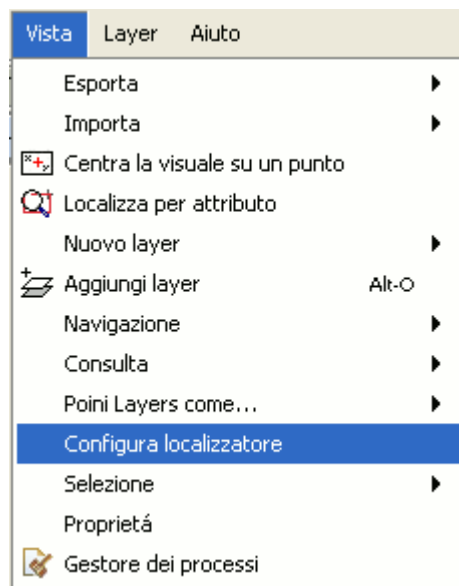 Vista Layer Aiuto
Esporta
Importa
Centra la visuale su un punto
Localizza per attributo
Nuovo layer
Aggiungi layer Alt-O
Navigazione
Consulta
Poini Layers come...
Configura localizzatore
Selezione
Proprietá
Gestore dei processi